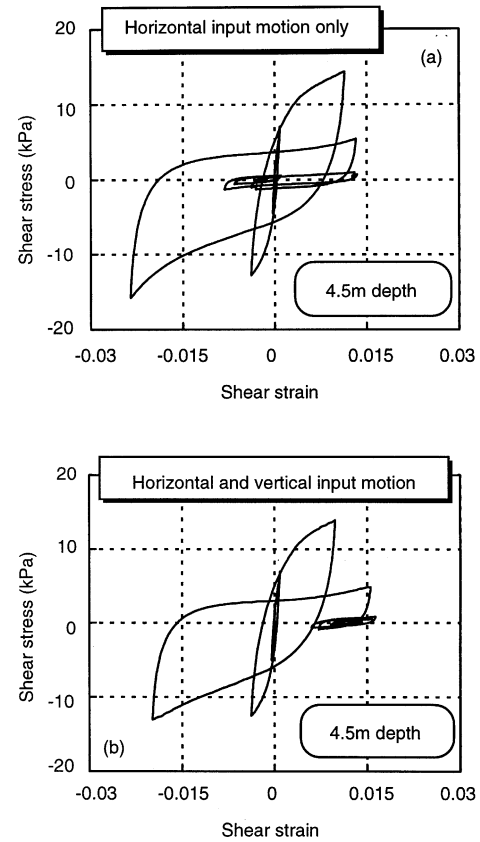 Horizontal input motion only
(a)
20
10
0
-10
-20
Shear stress (kPa)
4.5m depth
-0.03 -0.015 0 0.015 0.03
Shear strain
Horizontal and vertical input motion
20
10
0
-10
-20
Shear stress (kPa)
(b)
4.5m depth
-0.03 -0.015 0 0.015 0.03
Shear strain